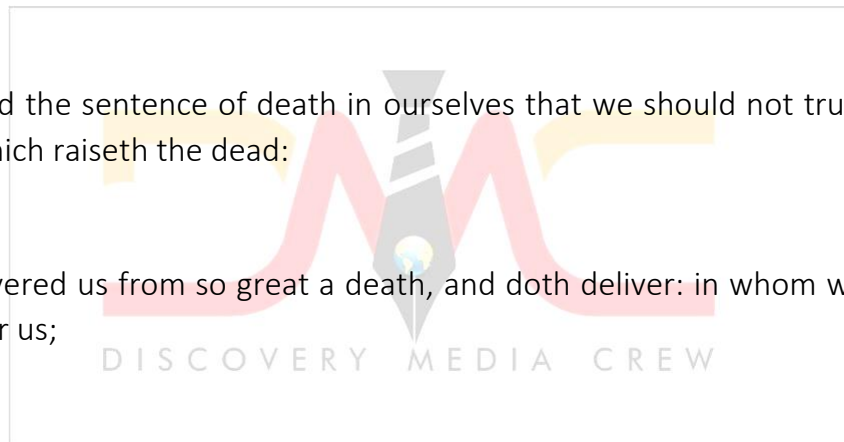 d the sentence of death in ourselves that we should not tru
hich raiseth the dead:
vered us from so great a death, and doth deliver: in whom w
r us;
DISCOVERY MEDIA CREW